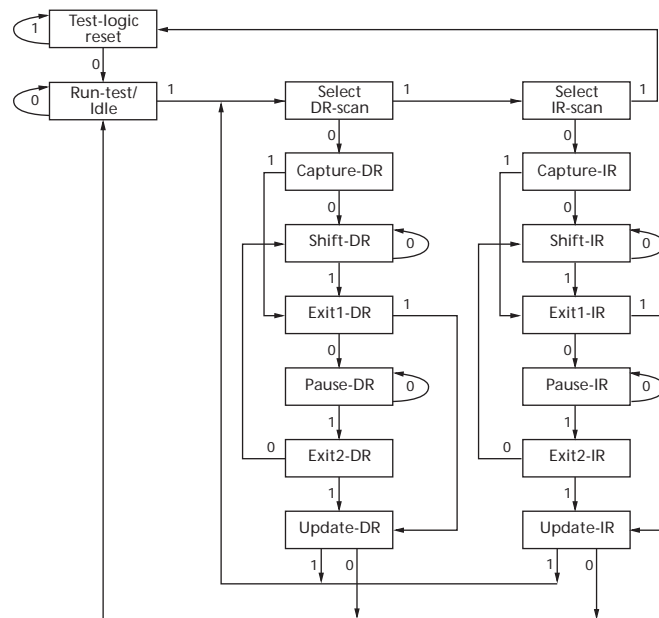 Test-logic
reset
1
0
Run-test/
Idle
0
1
Select
DR-scan
1
Select
IR-scan
1
0
0
1
Capture-DR
1
Capture-IR
0
0
Shift-DR
0
Shift-IR
0
1
1
Exit1-DR
1
Exit1-IR
1
0
0
Pause-DR
0
Pause-IR
0
1
1
0
Exit2-DR
0
Exit2-IR
1
1
Update-DR
Update-IR
1
0
1
0